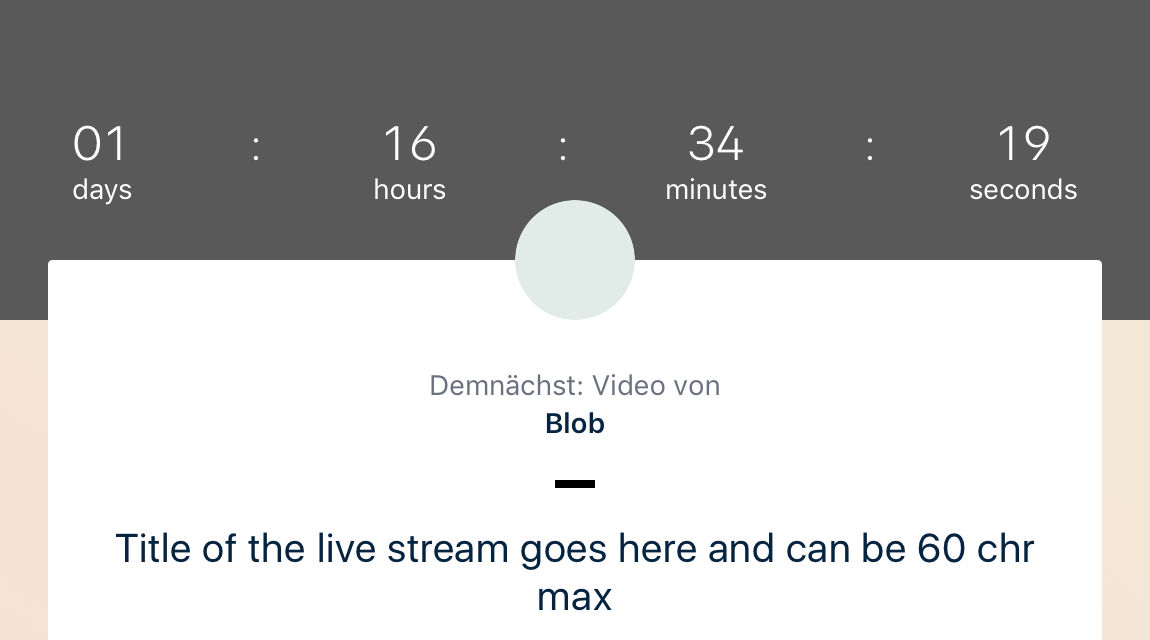 01 : 16 : 34 : 19
days hours minutes seconds
Demnächst: Video von
Blob
Title of the live stream goes here and can be 60 chr
max